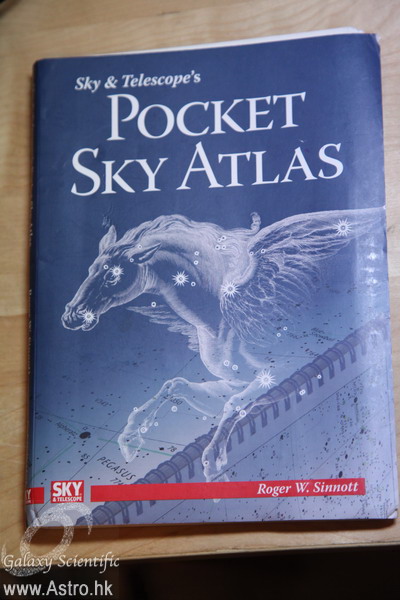 Sky & Telescope's
POCKET
SKY ATLAS
PEGASUS
Roger W. Sinnott
SKY
& TELESCOPE
Galaxy Scientific
www.Astro.hk